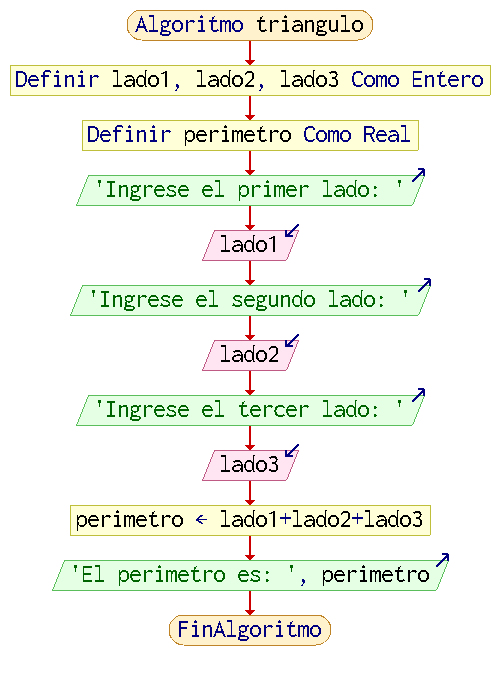 Algoritmo triangulo
Definir lado1, lado2, lado3 Como Entero
Definir perimetro Como Real
'Ingrese el primer lado: '
lado1
'Ingrese el segundo lado: '
lado2
'Ingrese el tercer lado: '
lado3
perimetro ← lado1+lado2+lado3
'El perimetro es: ', perimetro
FinAlgoritmo